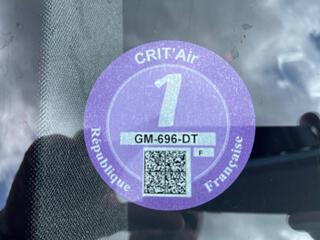 CRIT'Air
1
GM-696-DT
F
République Française